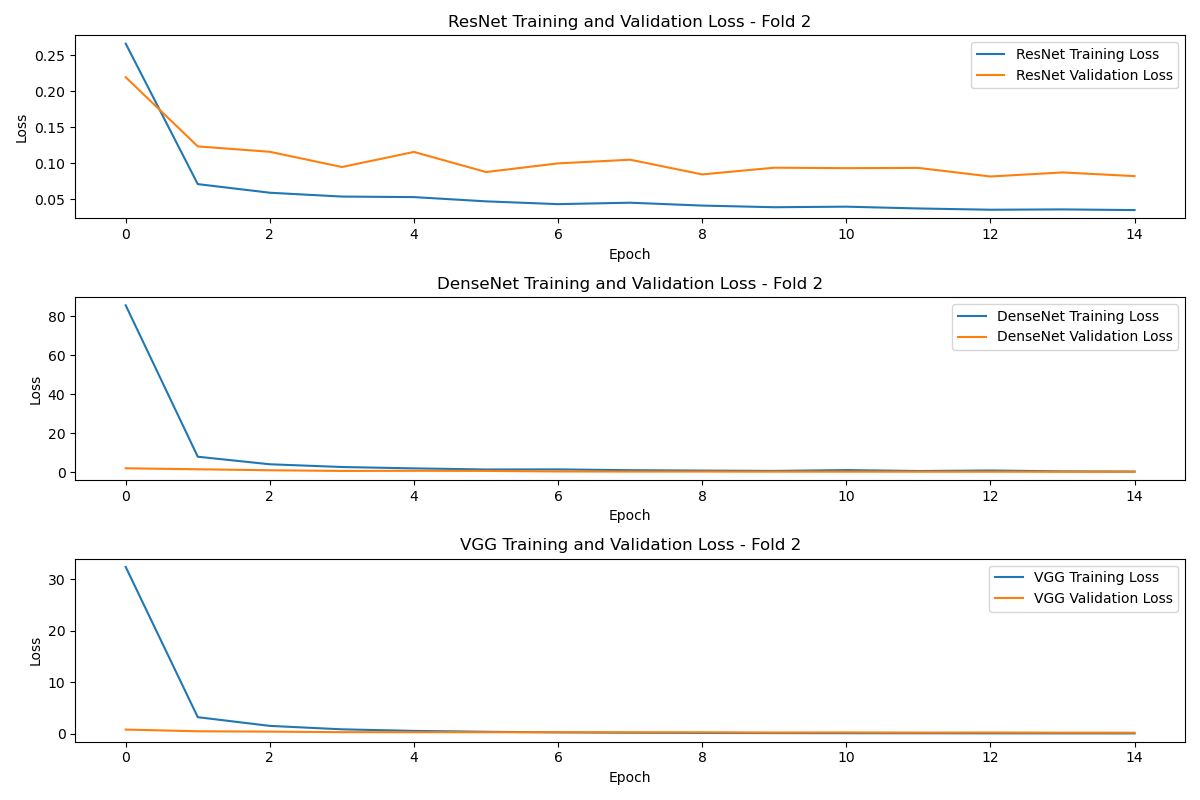 ResNet Training and Validation Loss - Fold 2
ResNet Training Loss
ResNet Validation Loss
Loss
0.25
0.20
0.15
0.10
0.05
0 2 4 6 8 10 12 14
Epoch
DenseNet Training and Validation Loss - Fold 2
DenseNet Training Loss
DenseNet Validation Loss
Loss
80
60
40
20
0
0 2 4 6 8 10 12 14
Epoch
VGG Training and Validation Loss - Fold 2
VGG Training Loss
VGG Validation Loss
Loss
30
20
10
0
0 2 4 6 8 10 12 14
Epoch